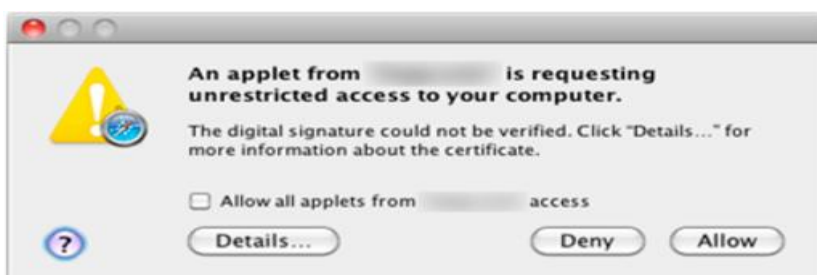 An applet from is requesting
unrestricted access to your computer.
The digital signature could not be verified. Click "Details..." for
more information about the certificate.
Allow all applets from access
?
Details...
Deny
Allow